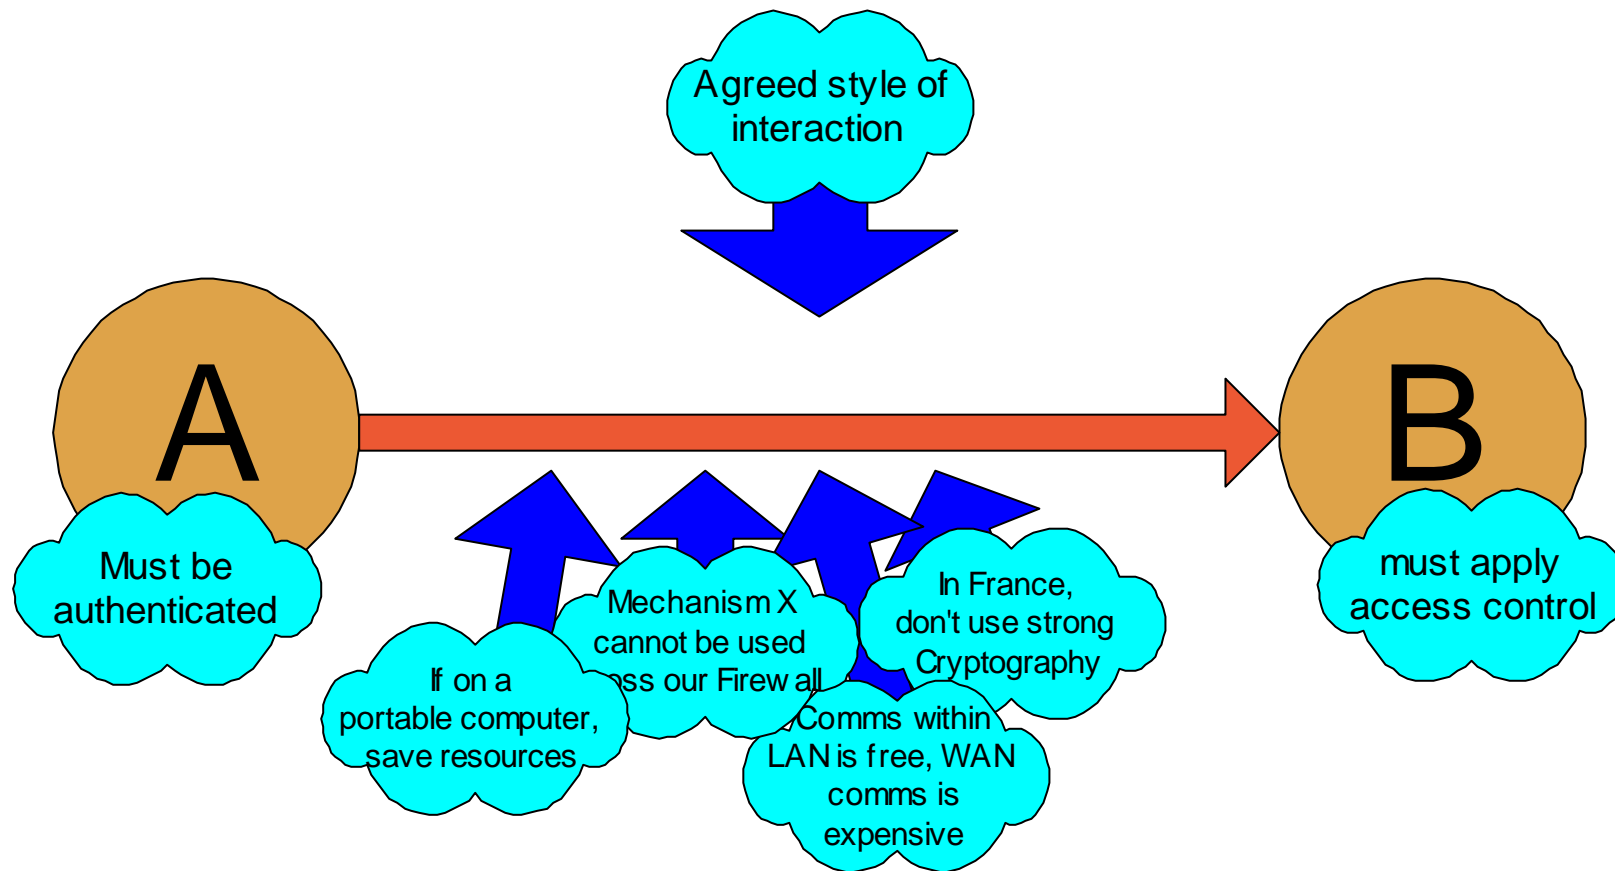 Agreed style of
interaction
A
B
Must be
authenticated
must apply
access control
If on a
portable computer,
save resources
Mechanism X
cannot be used
our Firewall
In France,
don't use strong
Cryptography
Comms within
LAN is free, WAN
comms is
expensive